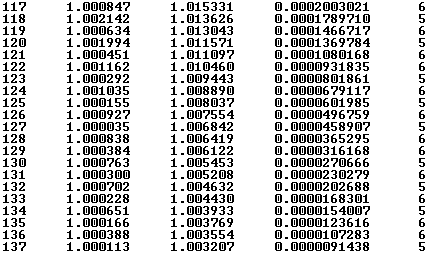 117 1.000847 1.015331 0.0002003021 6
118 1.002142 1.013626 0.0001789710 5
119 1.000634 1.013043 0.0001466717 6
120 1.001994 1.011571 0.0001369784 5
121 1.000451 1.011097 0.0001080168 6
122 1.001162 1.010460 0.0000931835 6
123 1.000292 1.009443 0.0000801861 5
124 1.001035 1.008890 0.0000679117 6
125 1.000155 1.008037 0.0000601985 5
126 1.000927 1.007554 0.0000496759 6
127 1.000035 1.006842 0.0000458907 5
128 1.000838 1.006419 0.0000365295 6
129 1.000384 1.006122 0.0000316168 6
130 1.000763 1.005453 0.0000270666 5
131 1.000300 1.005208 0.0000230279 6
132 1.000702 1.004632 0.0000202688 5
133 1.000228 1.004430 0.0000168301 6
134 1.000651 1.003933 0.0000154007 5
135 1.000166 1.003769 0.0000123616 6
136 1.000388 1.003554 0.0000107283 6
137 1.000113 1.003207 0.0000091438 5